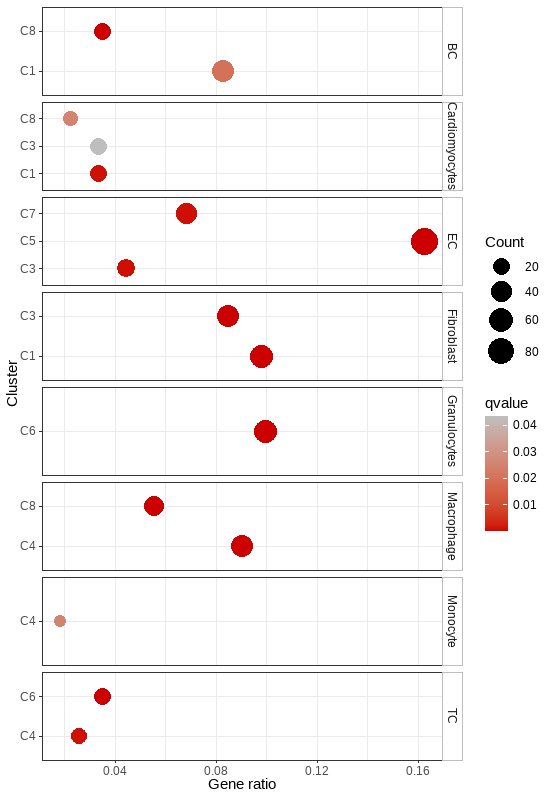 C8
C1
BC
C8
C3
C1
Cardiomyocytes
C7
C5
C3
EC
C3
C1
Fibroblast
C6
Granulocytes
C8
C4
Macrophage
C4
Monocyte
C6
C4
TC
Cluster
0.04 0.08 0.12 0.16
Gene ratio
Count
20
40
60
80
qvalue
0.04
0.03
0.02
0.01